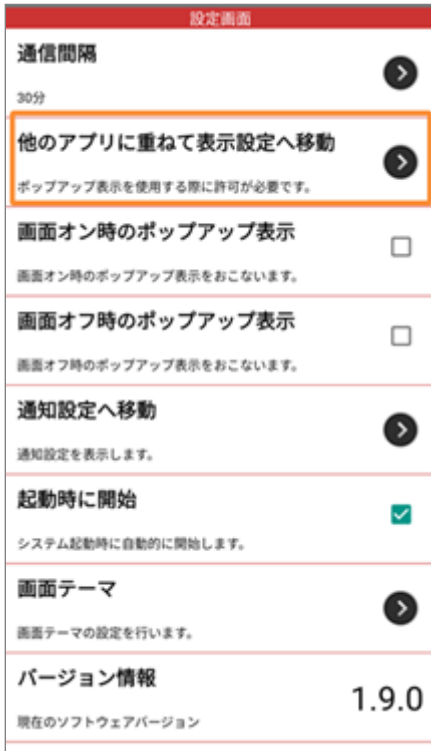 設定画面
通信間隔
30分
他のアプリに重ねて表示設定へ移動
ポップアップ表示を使用する際に許可が必要です。
画面オン時のポップアップ表示
画面オン時のポップアップ表示をおこないます。
画面オフ時のポップアップ表示
画面オフ時のポップアップ表示をおこないます。
通知設定へ移動
通知設定を表示します。
起動時に開始
システム起動時に自動的に開始します。
画面テーマ
画面テーマの設定を行います。
バージョン情報
1.9.0
現在のソフトウェアバージョン